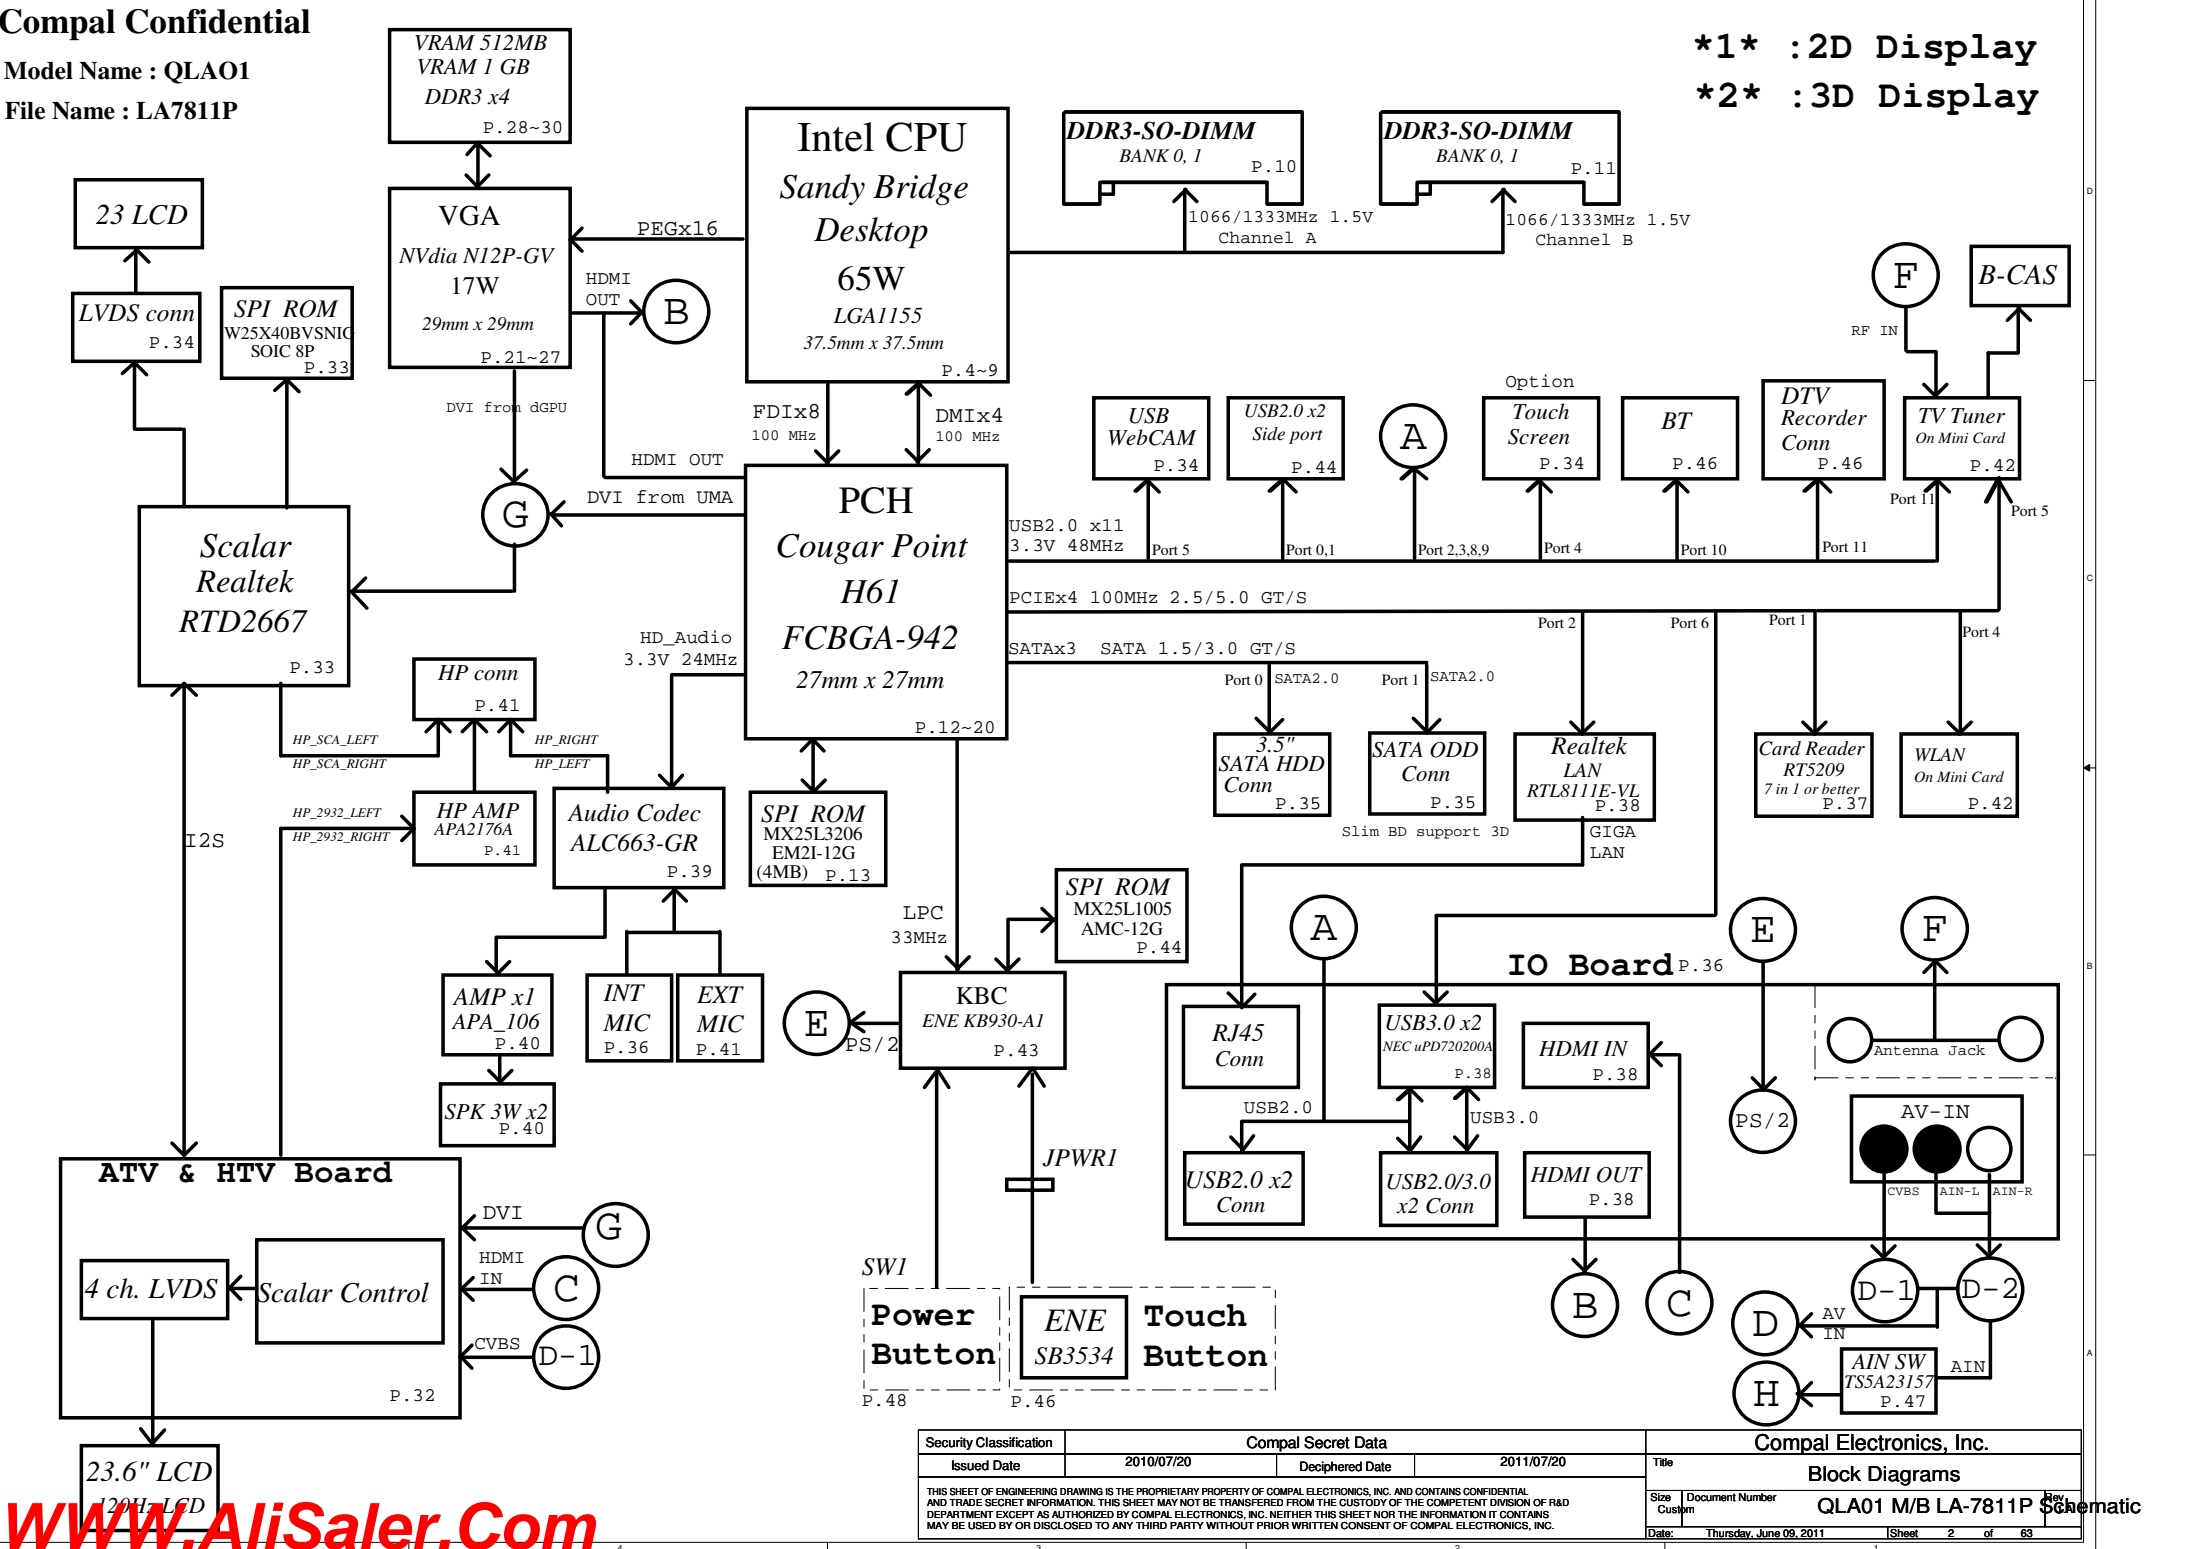 Compal Confidential
Model Name : QLAO1
File Name : LA7811P
*1* :2D Display
*2* :3D Display
VRAM 512MB
VRAM 1 GB
DDR3 x4
P.28~30
VGA
NVdia N12P-GV
17W
29mm x 29mm
P.21~27
Intel CPU
Sandy Bridge
Desktop
65W
LGA1155
37.5mm x 37.5mm
P.4~9
DDR3-SO-DIMM
BANK 0, 1
P.10
DDR3-SO-DIMM
BANK 0, 1
P.11
1066/1333MHz 1.5V
Channel A
1066/1333MHz 1.5V
Channel B
PEGx16
HDMI
OUT
B
23 LCD
LVDS conn
P.34
SPI ROM
W25X40BVSNIG
SOIC 8P
P.33
F
RF IN
B-CAS
DVI from dGPU
FDIx8
100 MHz
DMIx4
100 MHz
HDMI OUT
DVI from UMA
G
USB
WebCAM
P.34
USB2.0 x2
Side port
P.44
A
Option
Touch
Screen
P.34
BT
P.46
DTV
Recorder
Conn
P.46
TV Tuner
On Mini Card
P.42
Port 11
Port 5
PCH
Cougar Point
H61
FCBGA-942
27mm x 27mm
P.12~20
USB2.0 x11
3.3V 48MHz
Port 5
Port 0,1
Port 2,3,8,9
Port 4
Port 10
Port 11
PCIEx4 100MHz 2.5/5.0 GT/S
Port 2
Port 6
Port 1
Port 4
SATAx3 SATA 1.5/3.0 GT/S
Port 0
SATA2.0
Port 1
SATA2.0
Scalar
Realtek
RTD2667
P.33
HD_Audio
3.3V 24MHz
HP conn
P.41
HP_SCA_LEFT
HP_SCA_RIGHT
HP_RIGHT
HP_LEFT
HP_2932_LEFT
HP_2932_RIGHT
HP AMP
APA2176A
P.41
I2S
Audio Codec
ALC663-GR
P.39
SPI ROM
MX25L3206
EM2I-12G
(4MB) P.13
3.5"
SATA HDD
Conn
P.35
SATA ODD
Conn
P.35
Slim BD support 3D
Realtek
LAN
RTL8111E-VL
P.38
GIGA
LAN
Card Reader
RT5209
7 in 1 or better
P.37
WLAN
On Mini Card
P.42
LPC
33MHz
SPI ROM
MX25L1005
AMC-12G
P.44
KBC
ENE KB930-A1
P.43
E
PS/2
AMP x1
APA_106
P.40
INT
MIC
P.36
EXT
MIC
P.41
SPK 3W x2
P.40
A
E
F
IO Board P.36
RJ45
Conn
USB3.0 x2
NEC uPD720200A
P.38
HDMI IN
P.38
Antenna Jack
USB2.0
USB3.0
PS/2
AV-IN
CVBS
AIN-L
AIN-R
USB2.0 x2
Conn
USB2.0/3.0
x2 Conn
HDMI OUT
P.38
B
C
D-1
D-2
D
AV
IN
H
AIN SW
TS5A23157
P.47
AIN
ATV & HTV Board
DVI
G
HDMI
IN
C
CVBS
D-1
4 ch. LVDS
Scalar Control
P.32
23.6" LCD
120Hz LCD
JPWR1
SW1
Power
Button
P.48
ENE
SB3534
Touch
Button
P.46
D
C
B
A
Security Classification
Compal Secret Data
Issued Date
2010/07/20
Deciphered Date
2011/07/20
THIS SHEET OF ENGINEERING DRAWING IS THE PROPRIETARY PROPERTY OF COMPAL ELECTRONICS, INC. AND CONTAINS CONFIDENTIAL
AND TRADE SECRET INFORMATION. THIS SHEET MAY NOT BE TRANSFERED FROM THE CUSTODY OF THE COMPETENT DIVISION OF R&D
DEPARTMENT EXCEPT AS AUTHORIZED BY COMPAL ELECTRONICS, INC. NEITHER THIS SHEET NOR THE INFORMATION IT CONTAINS
MAY BE USED BY OR DISCLOSED TO ANY THIRD PARTY WITHOUT PRIOR WRITTEN CONSENT OF COMPAL ELECTRONICS, INC.
Compal Electronics, Inc.
Title
Block Diagrams
Size
Custom
Document Number
QLA01 M/B LA-7811P Schematic
Rev
Date: Thursday, June 09, 2011
Sheet 2 of 63
4
3
2
1
WWW.AliSaler.Com